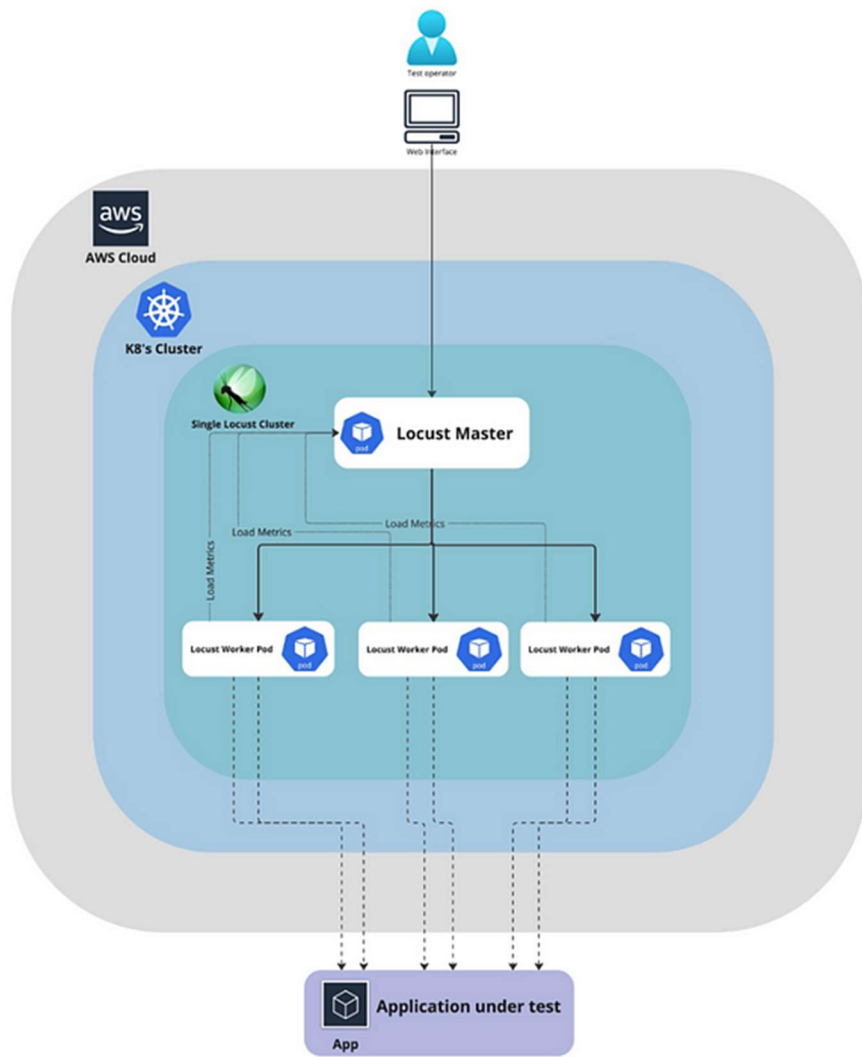 Test operator
Web Interface
aws
AWS Cloud
K8's Cluster
Single Locust Cluster
pod
Locust Master
Load Metrics
Load Metrics
Load Metrics
Locust Worker Pod
pod
Locust Worker Pod
pod
Locust Worker Pod
pod
Application under test
App